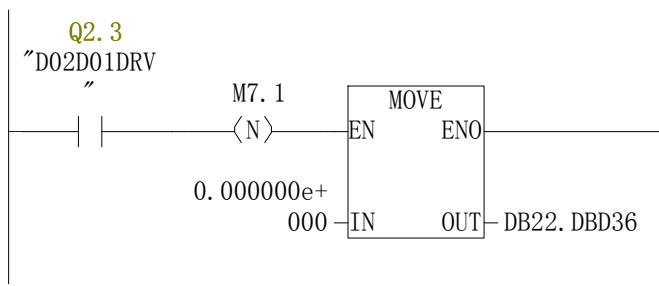 Q2.3
"D02D01DRV
"
M7.1
MOVE
(N)
EN ENO
0.000000e+
000 IN OUT DB22.DBD36